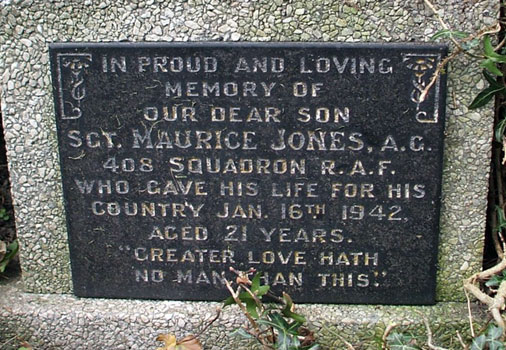 IN PROUD AND LOVING
MEMORY OF
OUR DEAR SON
SGT. MAURICE JONES, A.G.
408 SQUADRON R.A.F.
WHO GAVE HIS LIFE FOR HIS
COUNTRY JAN. 16TH 1942,
AGED 21 YEARS.
"GREATER LOVE HATH
NO MAN THAN THIS."